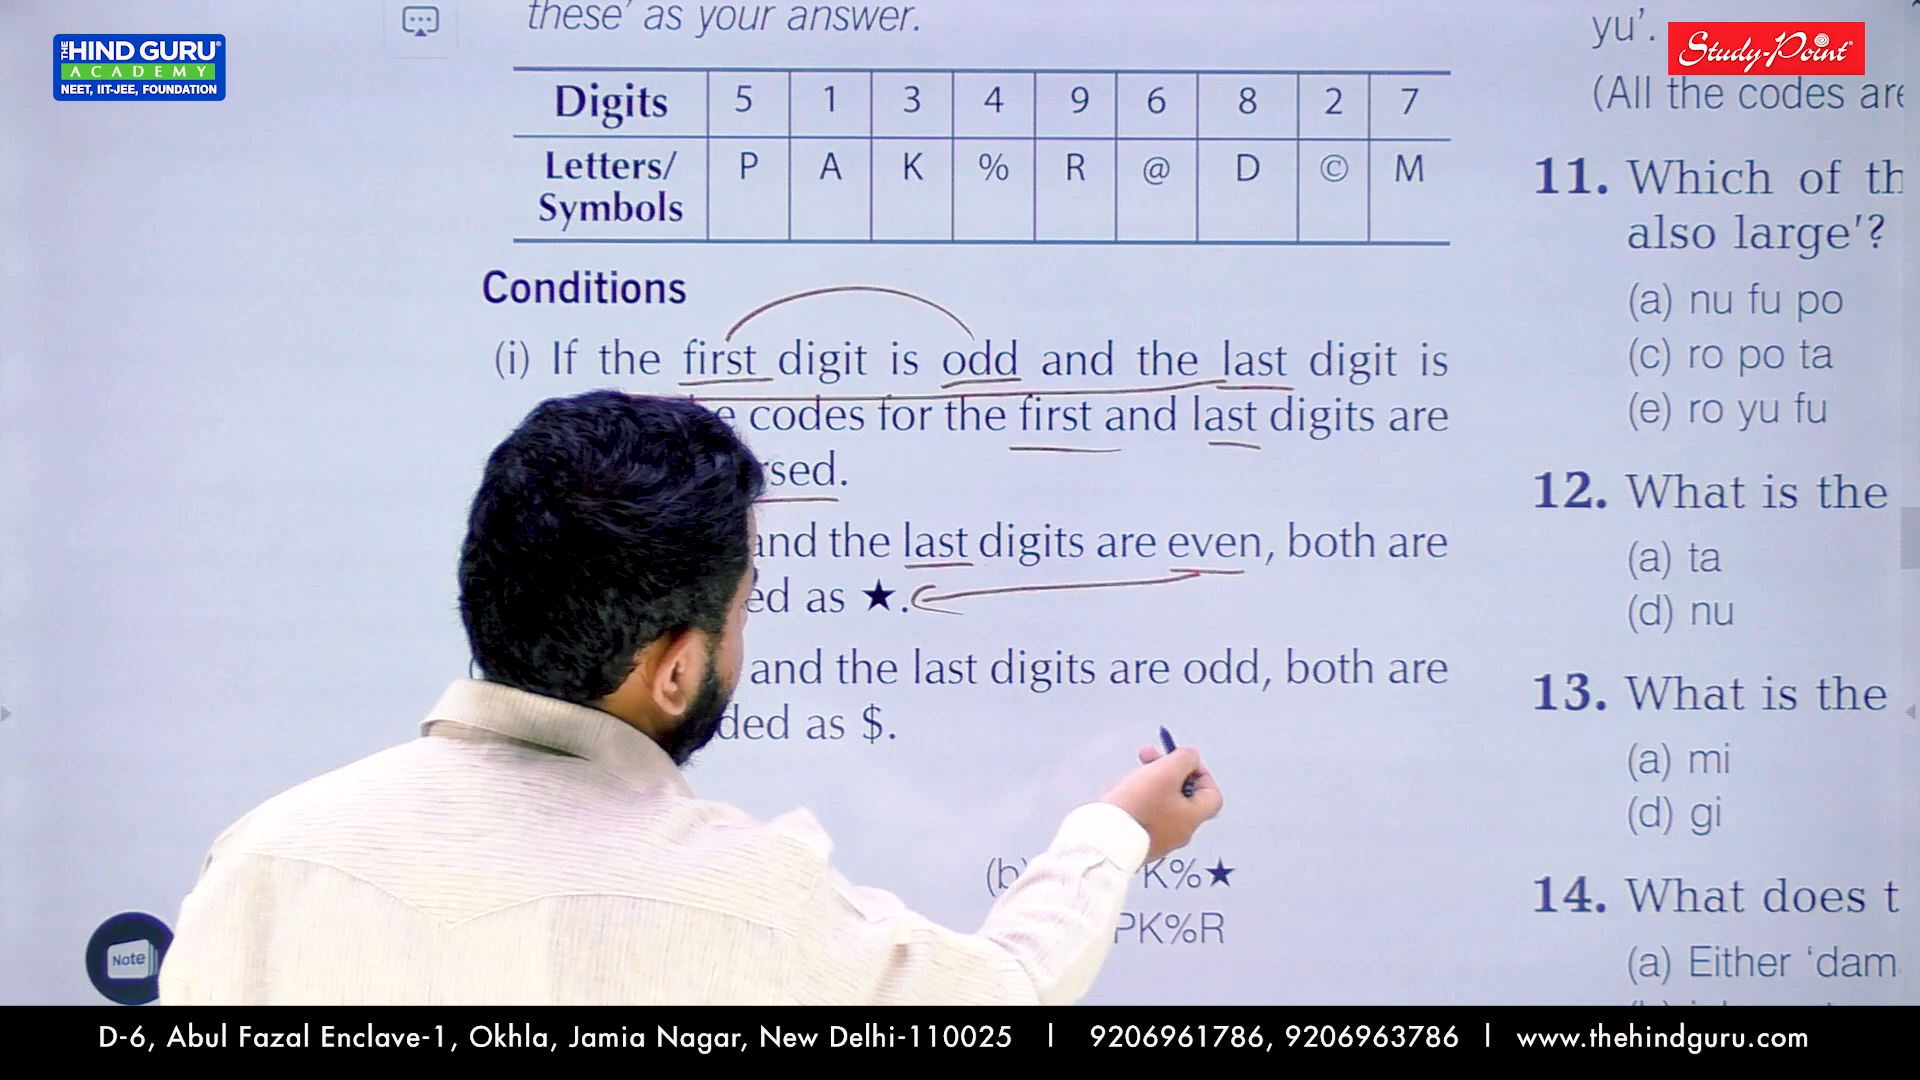 these’ as your answer.
THE HIND GURU
ACADEMY
NEET, IIT-JEE, FOUNDATION
Digits 5 1 3 4 9 6 8 2 7
Letters/ P A K % R @ D © M
Symbols
Conditions
(i) If the first digit is odd and the last digit is
codes for the first and last digits are
sed.
and the last digits are even, both are
ed as ★.
and the last digits are odd, both are
ded as $.
(b) K%★
PK%R
Note
yu’.
Study-Point
(All the codes are
11. Which of th
also large’?
(a) nu fu po
(c) ro po ta
(e) ro yu fu
12. What is the
(a) ta
(d) nu
13. What is the
(a) mi
(d) gi
14. What does t
(a) Either ‘dam
D-6, Abul Fazal Enclave-1, Okhla, Jamia Nagar, New Delhi-110025 | 9206961786, 9206963786 | www.thehindguru.com